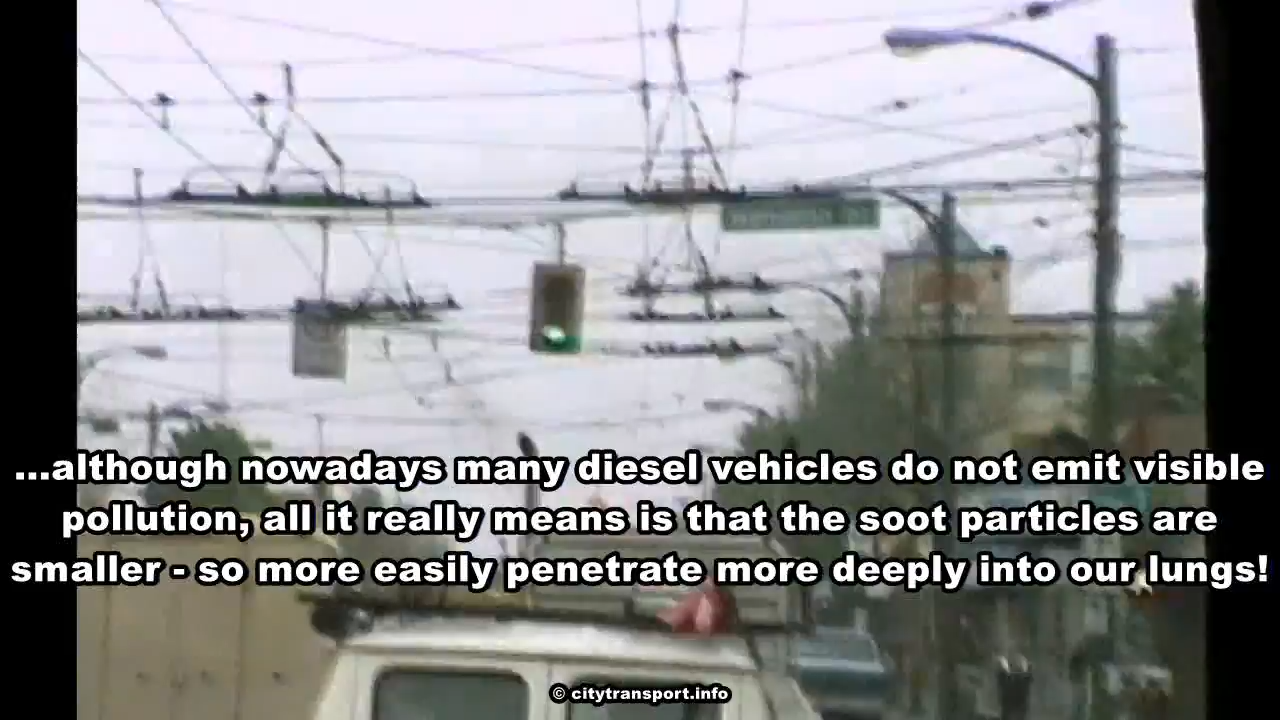 ...although nowadays many diesel vehicles do not emit visible
pollution, all it really means is that the soot particles are
smaller - so more easily penetrate more deeply into our lungs!
© citytransport.info